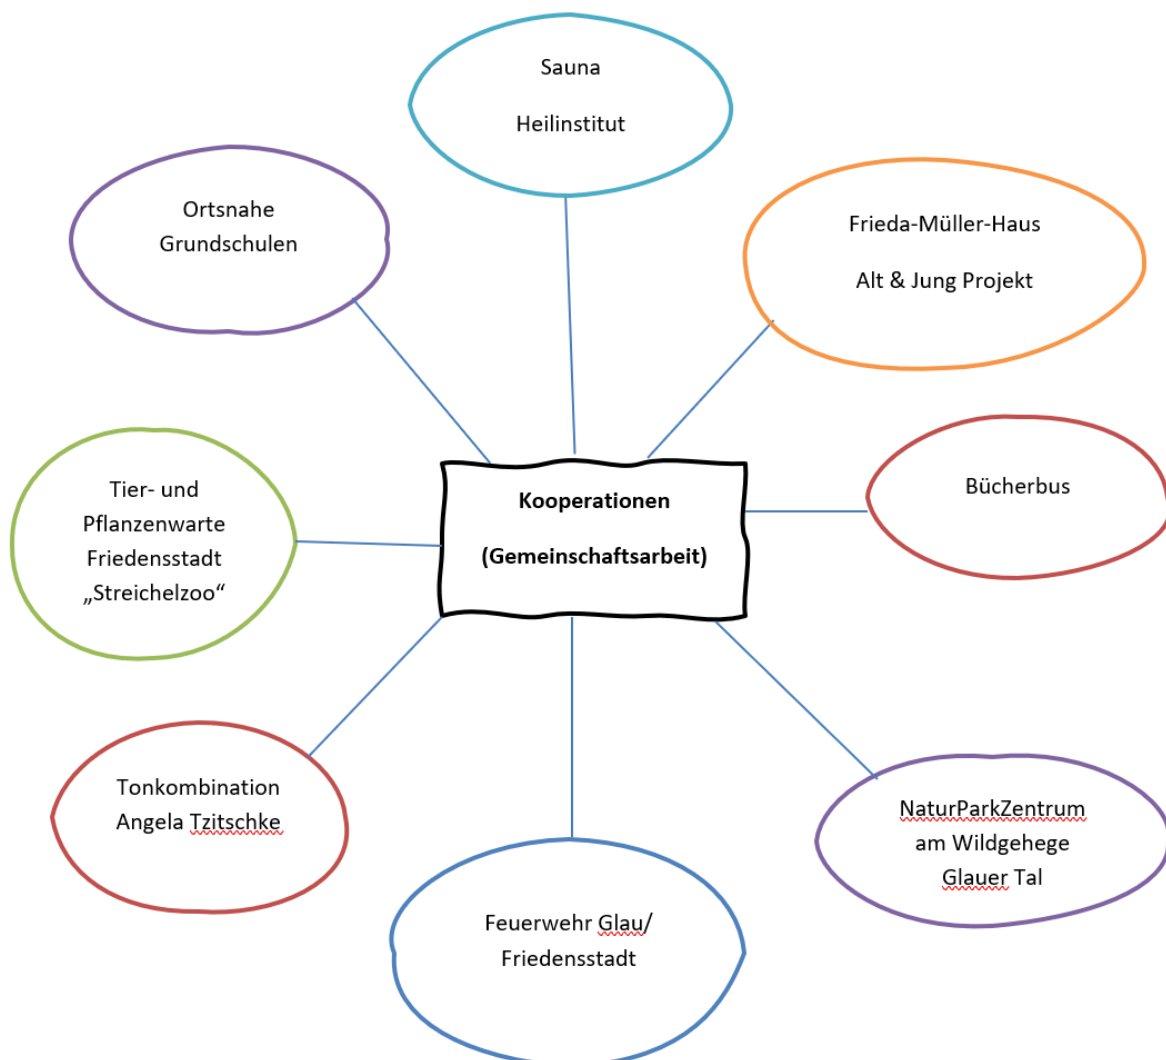 Sauna
Heilinstitut
Ortsnahe
Grundschulen
Frieda-Müller-Haus
Alt & Jung Projekt
Tier- und
Pflanzenwarte
Friedensstadt
„Streichelzoo“
Kooperationen
(Gemeinschaftsarbeit)
Bücherbus
Tonkombination
Angela Tzitschke
NaturParkZentrum
am Wildgehege
Glauer Tal
Feuerwehr Glau/
Friedensstadt